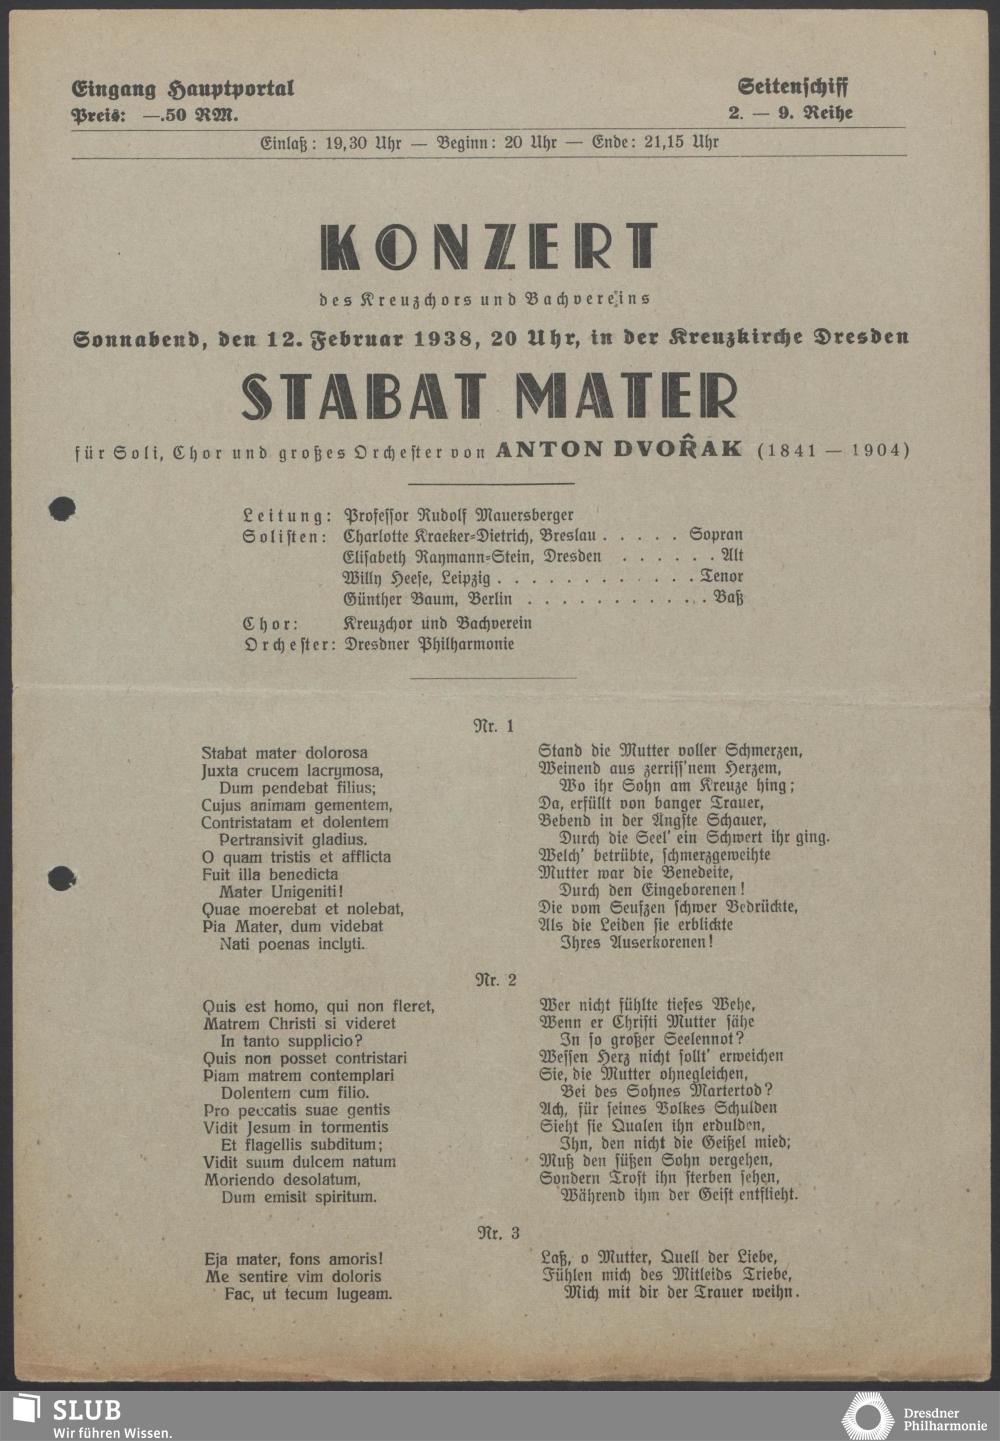 Eingang Hauptportal
Preis: —.50 RM.
Seitenschiff
2. — 9. Reihe
Einlaß: 19,30 Uhr — Beginn: 20 Uhr — Ende: 21,15 Uhr
KONZERT
des Kreuzchors und Bachvereins
Sonnabend, den 12. Februar 1938, 20 Uhr, in der Kreuzkirche Dresden
STABAT MATER
für Soli, Chor und großes Orchester von ANTON DVOR̂AK (1841 — 1904)
Leitung: Professor Rudolf Mauersberger
Solisten: Charlotte Kraeker-Dietrich, Breslau . . . . . Sopran
Elisabeth Raymann-Stein, Dresden . . . . . . Alt
Willy Heese, Leipzig . . . . . . . . . . . . Tenor
Günther Baum, Berlin . . . . . . . . . . . . Baß
Chor: Kreuzchor und Bachverein
Orchester: Dresdner Philharmonie
Nr. 1
Stabat mater dolorosa
Juxta crucem lacrymosa,
Dum pendebat filius;
Cujus animam gementem,
Contristatam et dolentem
Pertransivit gladius.
O quam tristis et afflicta
Fuit illa benedicta
Mater Unigeniti!
Quae moerebat et nolebat,
Pia Mater, dum videbat
Nati poenas inclyti.
Stand die Mutter voller Schmerzen,
Weinend aus zerriss'nem Herzem,
Wo ihr Sohn am Kreuze hing;
Da, erfüllt von banger Trauer,
Bebend in der Ängste Schauer,
Durch die Seel' ein Schwert ihr ging.
Welch' betrübte, schmerzgeweihte
Mutter war die Benedeite,
Durch den Eingeborenen!
Die vom Seufzen schwer Bedrückte,
Als die Leiden sie erblickte
Ihres Auserkorenen!
Nr. 2
Quis est homo, qui non fleret,
Matrem Christi si videret
In tanto supplicio?
Quis non posset contristari
Piam matrem contemplari
Dolentem cum filio.
Pro peccatis suae gentis
Vidit Jesum in tormentis
Et flagellis subditum;
Vidit suum dulcem natum
Moriendo desolatum,
Dum emisit spiritum.
Wer nicht fühlte tiefes Wehe,
Wenn er Christi Mutter sähe
In so großer Seelennot?
Wessen Herz nicht sollt' erweichen
Sie, die Mutter ohnegleichen,
Bei des Sohnes Martertod?
Ach, für seines Volkes Schulden
Sieht sie Qualen ihn erdulden,
Ihn, den nicht die Geißel mied;
Muß den süßen Sohn vergehen,
Sondern Trost ihn sterben sehen,
Während ihm der Geist entflieht.
Nr. 3
Eja mater, fons amoris!
Me sentire vim doloris
Fac, ut tecum lugeam.
Laß, o Mutter, Quell der Liebe,
Fühlen mich des Mitleids Triebe,
Mich mit dir der Trauer weihn.
SLUB
Wir führen Wissen.
Dresdner
Philharmonie